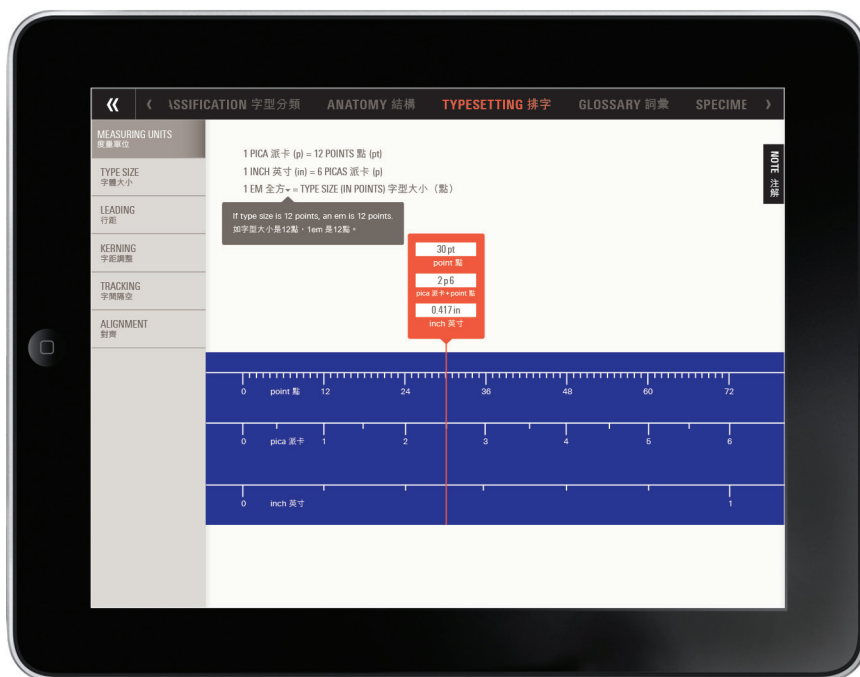 ‹‹ ‹ ASSIFICATION 字型分類 ANATOMY 結構 TYPESETTING 排字 GLOSSARY 詞彙 SPECIME ›
MEASURING UNITS
度量單位
TYPE SIZE
字體大小
LEADING
行距
KERNING
字距調整
TRACKING
字間隔空
ALIGNMENT
對齊
1 PICA 派卡 (p) = 12 POINTS 點 (pt)
1 INCH 英寸 (in) = 6 PICAS 派卡 (p)
1 EM 全方 = TYPE SIZE (IN POINTS) 字型大小（點）
If type size is 12 points, an em is 12 points.
如字型大小是12點，1em 是12點。
NOTE 注解
30 pt
point 點
2 p 6
pica 派卡 + point 點
0.417 in
inch 英寸
0 point 點 12 24 36 48 60 72
0 pica 派卡 1 2 3 4 5 6
0 inch 英寸 1